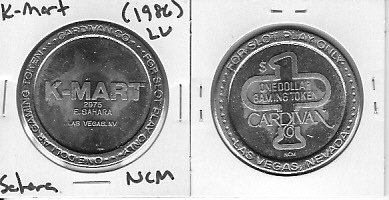 K-Mart
(1986)
LV
CARDIVAN CO.
FOR SLOT PLAY ONLY
ONE DOLLAR GAMING TOKEN
K-MART
2975
E. SAHARA
LAS VEGAS, NV
Sahara
NCM
FOR SLOT PLAY ONLY
$1
ONE DOLLAR
GAMING TOKEN
CARDIVAN
CO
NCM
LAS VEGAS, NEVADA